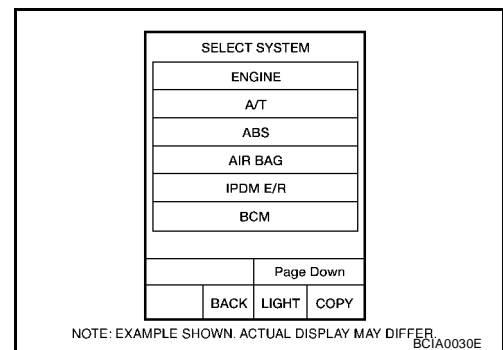 SELECT SYSTEM
ENGINE
A/T
ABS
AIR BAG
IPDM E/R
BCM
Page Down
BACK LIGHT COPY
NOTE: EXAMPLE SHOWN. ACTUAL DISPLAY MAY DIFFER.
BCIA0030E